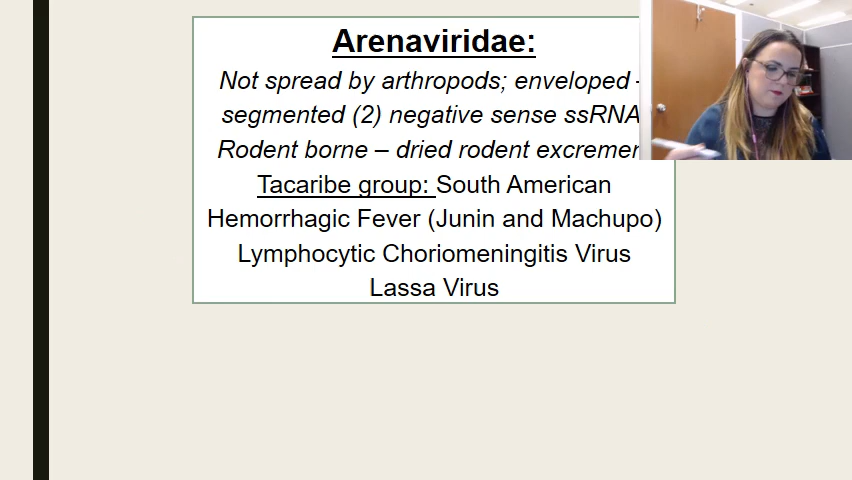 Arenaviridae:
Not spread by arthropods; enveloped -
segmented (2) negative sense ssRNA
Rodent borne – dried rodent
Tacaribe group: South American
Hemorrhagic Fever (Junin and Machupo)
Lymphocytic Choriomeningitis Virus
Lassa Virus